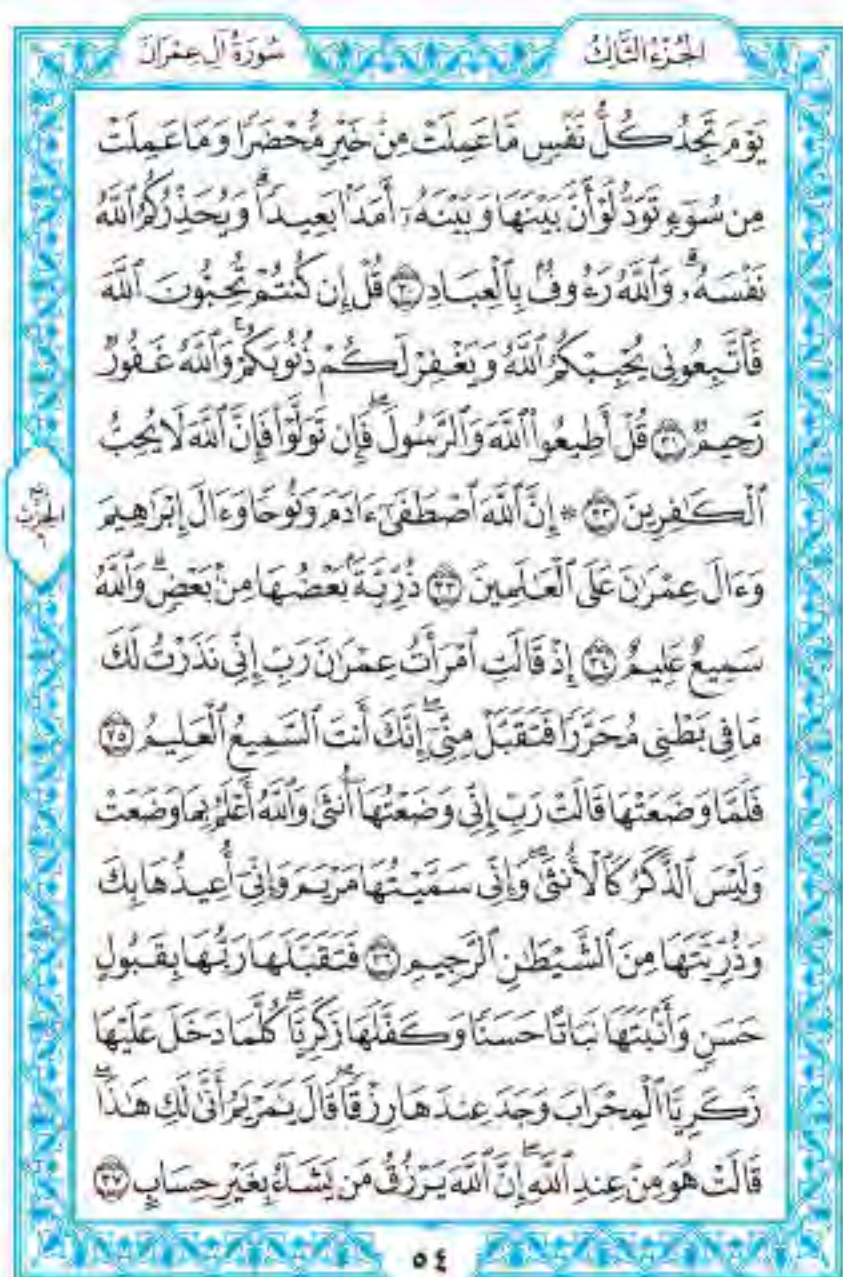 الجُزْءُ الثَّالِثُ
سُورَةُ آلِ عِمْرَانَ
يَوْمَ تَجِدُ كُلُّ نَفْسٍ مَّا عَمِلَتْ مِنْ خَيْرٍ مُّحْضَرًا وَمَا عَمِلَتْ
مِن سُوٓءٍ تَوَدُّ لَوْ أَنَّ بَيْنَهَا وَبَيْنَهُۥٓ أَمَدَۢا بَعِيدًاۗ وَيُحَذِّرُكُمُ ٱللَّهُ
نَفْسَهُۥۗ وَٱللَّهُ رَءُوفُۢ بِٱلْعِبَادِ ٣٠ قُلْ إِن كُنتُمْ تُحِبُّونَ ٱللَّهَ
فَٱتَّبِعُونِى يُحْبِبْكُمُ ٱللَّهُ وَيَغْفِرْ لَكُمْ ذُنُوبَكُمْۗ وَٱللَّهُ غَفُورٌ
رَّحِيمٌ ٣١ قُلْ أَطِيعُوا۟ ٱللَّهَ وَٱلرَّسُولَۖ فَإِن تَوَلَّوْا۟ فَإِنَّ ٱللَّهَ لَا يُحِبُّ
ٱلْكَٰفِرِينَ ٣٢ ۞ إِنَّ ٱللَّهَ ٱصْطَفَىٰٓ ءَادَمَ وَنُوحًا وَءَالَ إِبْرَٰهِيمَ
وَءَالَ عِمْرَٰنَ عَلَى ٱلْعَٰلَمِينَ ٣٣ ذُرِّيَّةَۢ بَعْضُهَا مِنۢ بَعْضٍۗ وَٱللَّهُ
سَمِيعٌ عَلِيمٌ ٣٤ إِذْ قَالَتِ ٱمْرَأَتُ عِمْرَٰنَ رَبِّ إِنِّى نَذَرْتُ لَكَ
مَا فِى بَطْنِى مُحَرَّرًا فَتَقَبَّلْ مِنِّىٓۖ إِنَّكَ أَنتَ ٱلسَّمِيعُ ٱلْعَلِيمُ ٣٥
فَلَمَّا وَضَعَتْهَا قَالَتْ رَبِّ إِنِّى وَضَعْتُهَآ أُنثَىٰ وَٱللَّهُ أَعْلَمُ بِمَا وَضَعَتْ
وَلَيْسَ ٱلذَّكَرُ كَٱلْأُنثَىٰۖ وَإِنِّى سَمَّيْتُهَا مَرْيَمَ وَإِنِّىٓ أُعِيذُهَا بِكَ
وَذُرِّيَّتَهَا مِنَ ٱلشَّيْطَٰنِ ٱلرَّجِيمِ ٣٦ فَتَقَبَّلَهَا رَبُّهَا بِقَبُولٍ
حَسَنٍ وَأَنۢبَتَهَا نَبَاتًا حَسَنًا وَكَفَّلَهَا زَكَرِيَّاۖ كُلَّمَا دَخَلَ عَلَيْهَا
زَكَرِيَّا ٱلْمِحْرَابَ وَجَدَ عِندَهَا رِزْقًاۖ قَالَ يَٰمَرْيَمُ أَنَّىٰ لَكِ هَٰذَاۖ
قَالَتْ هُوَ مِنْ عِندِ ٱللَّهِۖ إِنَّ ٱللَّهَ يَرْزُقُ مَن يَشَآءُ بِغَيْرِ حِسَابٍ ٣٧
الحِزْبُ
٥٤